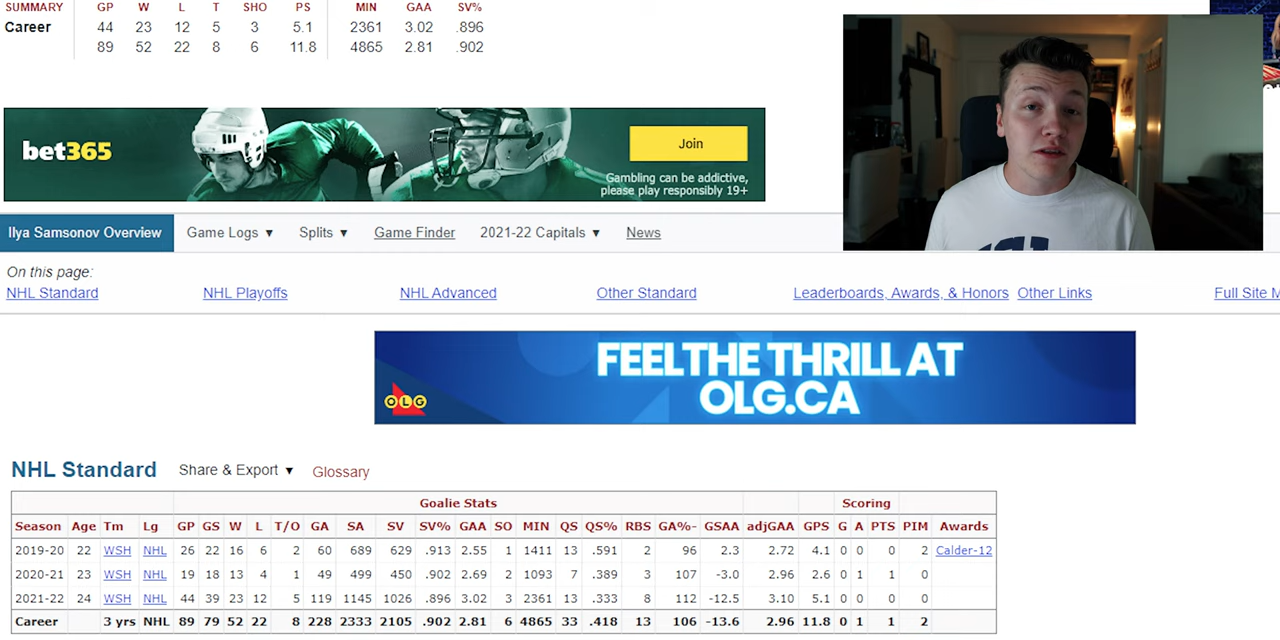 SUMMARY GP W L T SHO PS MIN GAA SV%
Career 44 23 12 5 3 5.1 2361 3.02 .896
89 52 22 8 6 11.8 4865 2.81 .902
bet365
Join
Gambling can be addictive,
please play responsibly 19+
Ilya Samsonov Overview Game Logs ▼ Splits ▼ Game Finder 2021-22 Capitals ▼ News
On this page:
NHL Standard NHL Playoffs NHL Advanced Other Standard Leaderboards, Awards, & Honors Other Links Full Site M
FEEL THE THRILL AT
OLG.CA
OLG
NHL Standard Share & Export ▼ Glossary
Goalie Stats Scoring
Season Age Tm Lg GP GS W L T/O GA SA SV SV% GAA SO MIN QS QS% RBS GA%- GSAA adjGAA GPS G A PTS PIM Awards
2019-20 22 WSH NHL 26 22 16 6 2 60 689 629 .913 2.55 1 1411 13 .591 2 96 2.3 2.72 4.1 0 0 0 2 Calder-12
2020-21 23 WSH NHL 19 18 13 4 1 49 499 450 .902 2.69 2 1093 7 .389 3 107 -3.0 2.96 2.6 0 1 1 0
2021-22 24 WSH NHL 44 39 23 12 5 119 1145 1026 .896 3.02 3 2361 13 .333 8 112 -12.5 3.10 5.1 0 0 0 0
Career 3 yrs NHL 89 79 52 22 8 228 2333 2105 .902 2.81 6 4865 33 .418 13 106 -13.6 2.96 11.8 0 1 1 2